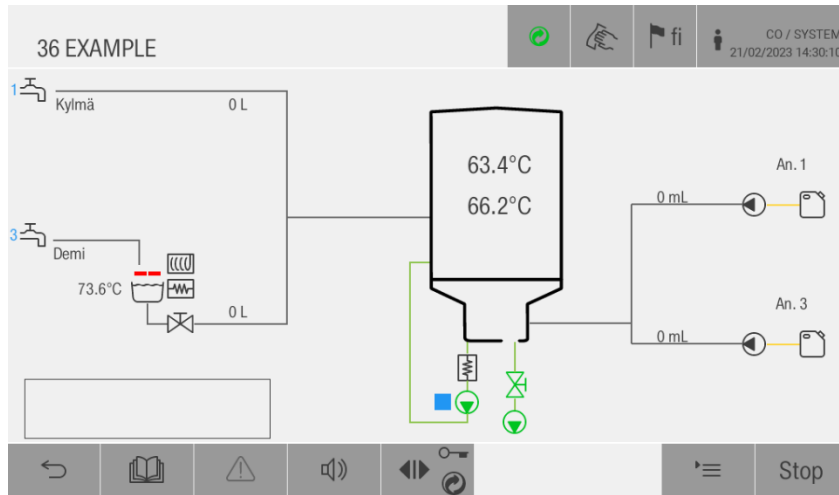 36 EXAMPLE
fi
CO / SYSTEM
21/02/2023 14:30:10
1
Kylmä
0 L
63.4°C
66.2°C
An. 1
0 mL
3
Demi
73.6°C
0 L
An. 3
0 mL
Stop